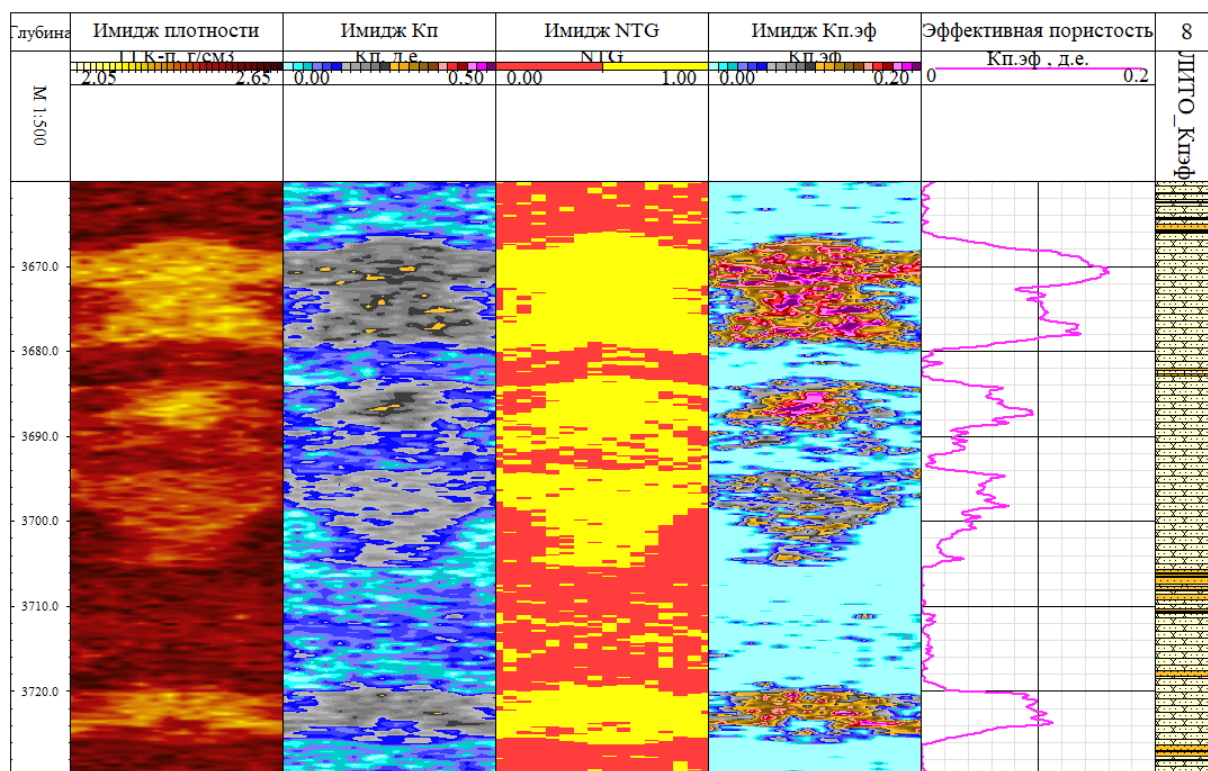 Глубина Имидж плотности Имидж Кп Имидж NTG Имидж Кп.эф Эффективная пористость 8
ГГК-п, г/см3 Кп, д.е. NTG Кп.эф Кп.эф , д.е.
2.05 2.65 0.00 0.50 0.00 1.00 0.00 0.20 0 0.2
М 1:500
ЛИТО_Кпэф
3670.0
3680.0
3690.0
3700.0
3710.0
3720.0